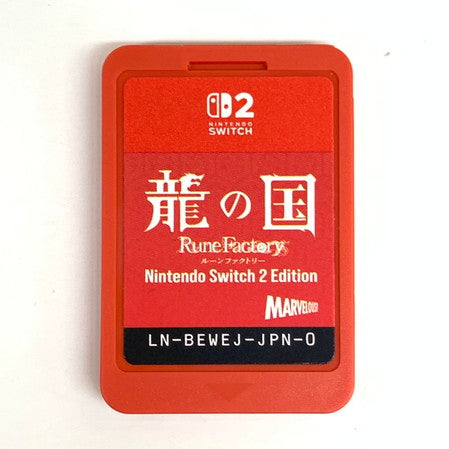 2
NINTENDO
SWITCH
龍の国
Rune Factory
ルーンファクトリー
Nintendo Switch 2 Edition
MARVELOUS!
LN-BEWEJ-JPN-0